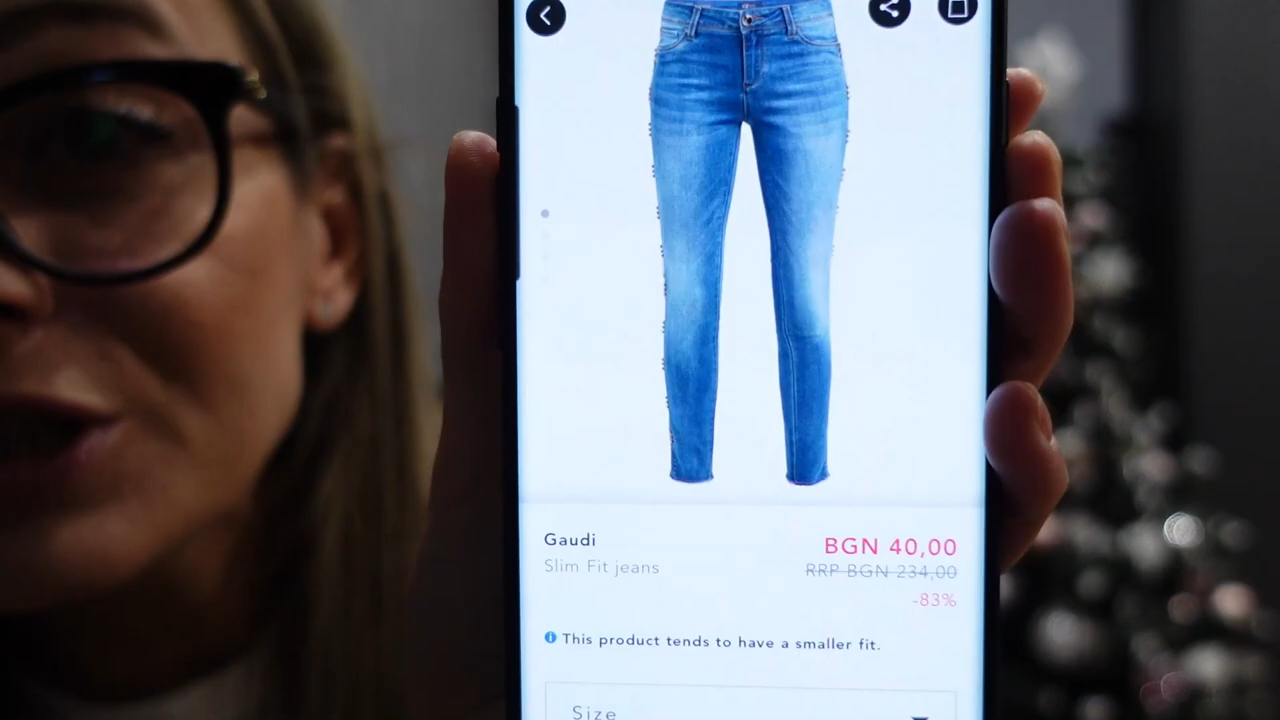 Gaudi
Slim Fit jeans
BGN 40,00
RRP BGN 234,00
-83%
This product tends to have a smaller fit.
Size